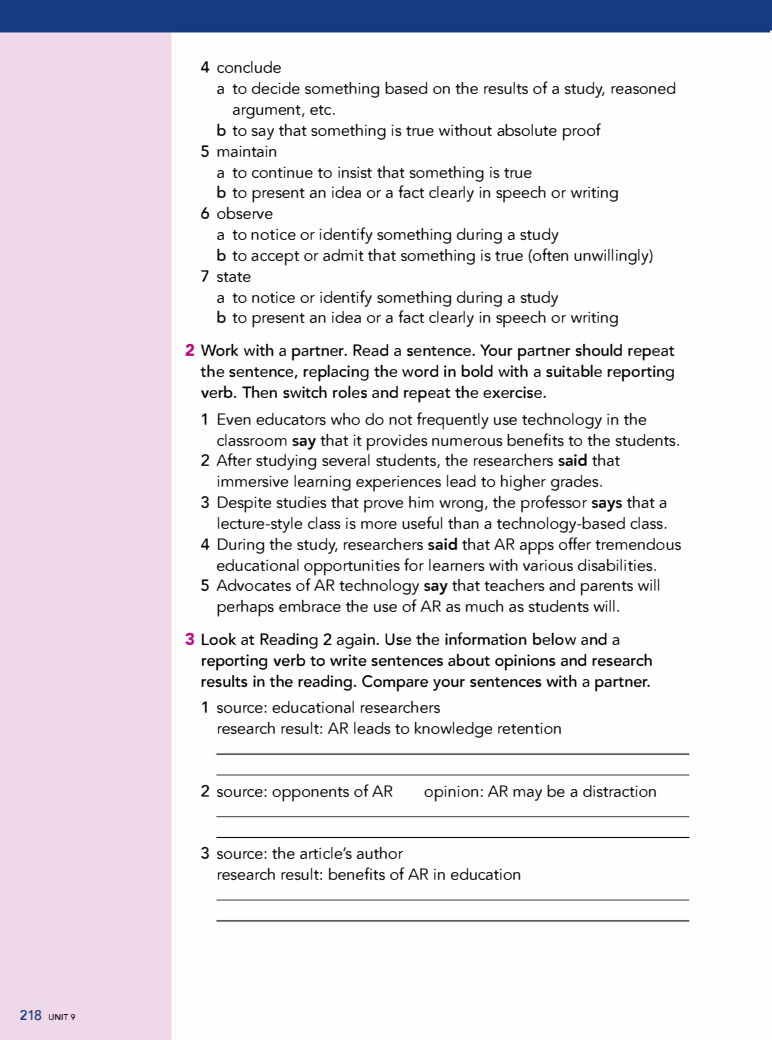 4 conclude
a to decide something based on the results of a study, reasoned
argument, etc.
b to say that something is true without absolute proof
5 maintain
a to continue to insist that something is true
b to present an idea or a fact clearly in speech or writing
6 observe
a to notice or identify something during a study
b to accept or admit that something is true (often unwillingly)
7 state
a to notice or identify something during a study
b to present an idea or a fact clearly in speech or writing
2 Work with a partner. Read a sentence. Your partner should repeat
the sentence, replacing the word in bold with a suitable reporting
verb. Then switch roles and repeat the exercise.
1 Even educators who do not frequently use technology in the
classroom say that it provides numerous benefits to the students.
2 After studying several students, the researchers said that
immersive learning experiences lead to higher grades.
3 Despite studies that prove him wrong, the professor says that a
lecture-style class is more useful than a technology-based class.
4 During the study, researchers said that AR apps offer tremendous
educational opportunities for learners with various disabilities.
5 Advocates of AR technology say that teachers and parents will
perhaps embrace the use of AR as much as students will.
3 Look at Reading 2 again. Use the information below and a
reporting verb to write sentences about opinions and research
results in the reading. Compare your sentences with a partner.
1 source: educational researchers
research result: AR leads to knowledge retention
2 source: opponents of AR opinion: AR may be a distraction
3 source: the article's author
research result: benefits of AR in education
218 UNIT 9